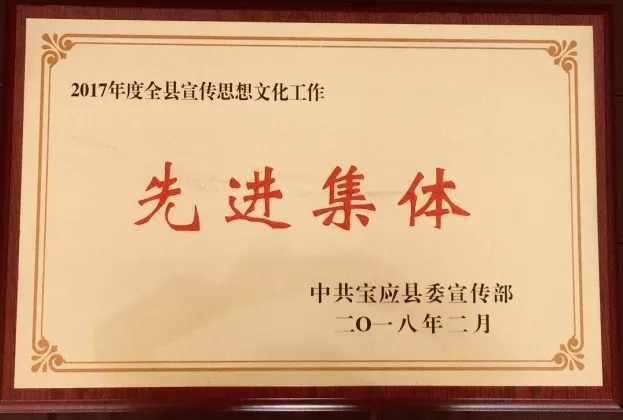 2017年度全县宣传思想文化工作
先进集体
中共宝应县委宣传部
二〇一八年二月